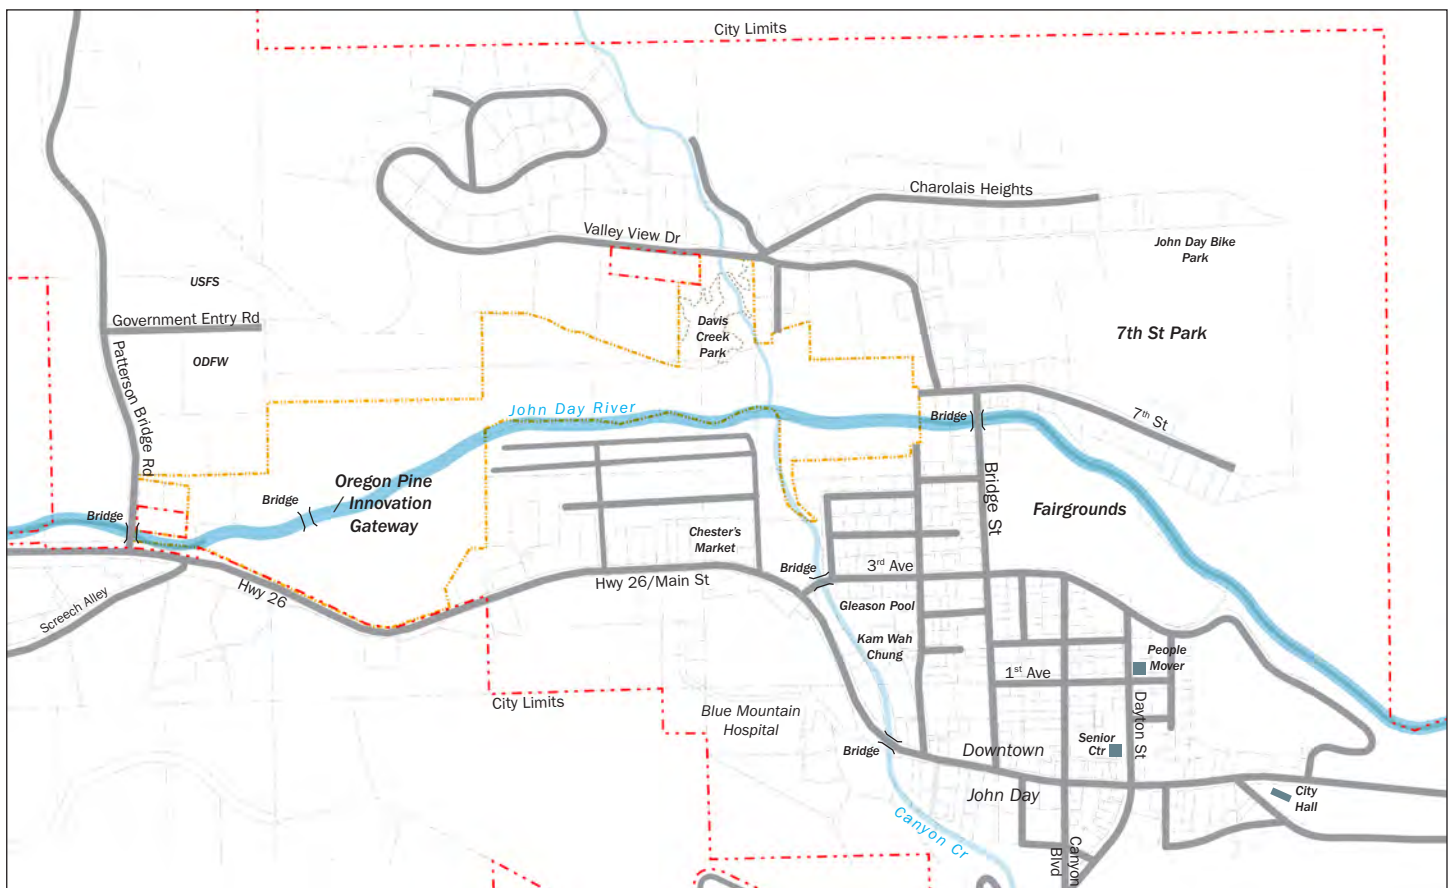 City Limits
Charolais Heights
Valley View Dr
John Day Bike
Park
USFS
Government Entry Rd
Davis
Creek
Park
7th St Park
ODFW
Patterson Bridge Rd
John Day River
Bridge
7th St
Oregon Pine
Innovation
Gateway
Bridge
Bridge St
Fairgrounds
Bridge
Chester's
Market
Bridge
3rd Ave
Hwy 26/Main St
Hwy 26
Screech Alley
Gleason Pool
Kam Wah
Chung
People
Mover
1st Ave
City Limits
Blue Mountain
Hospital
Dayton St
Senior
Ctr
Bridge
Downtown
John Day
City
Hall
Canyon Cr
Canyon
Blvd